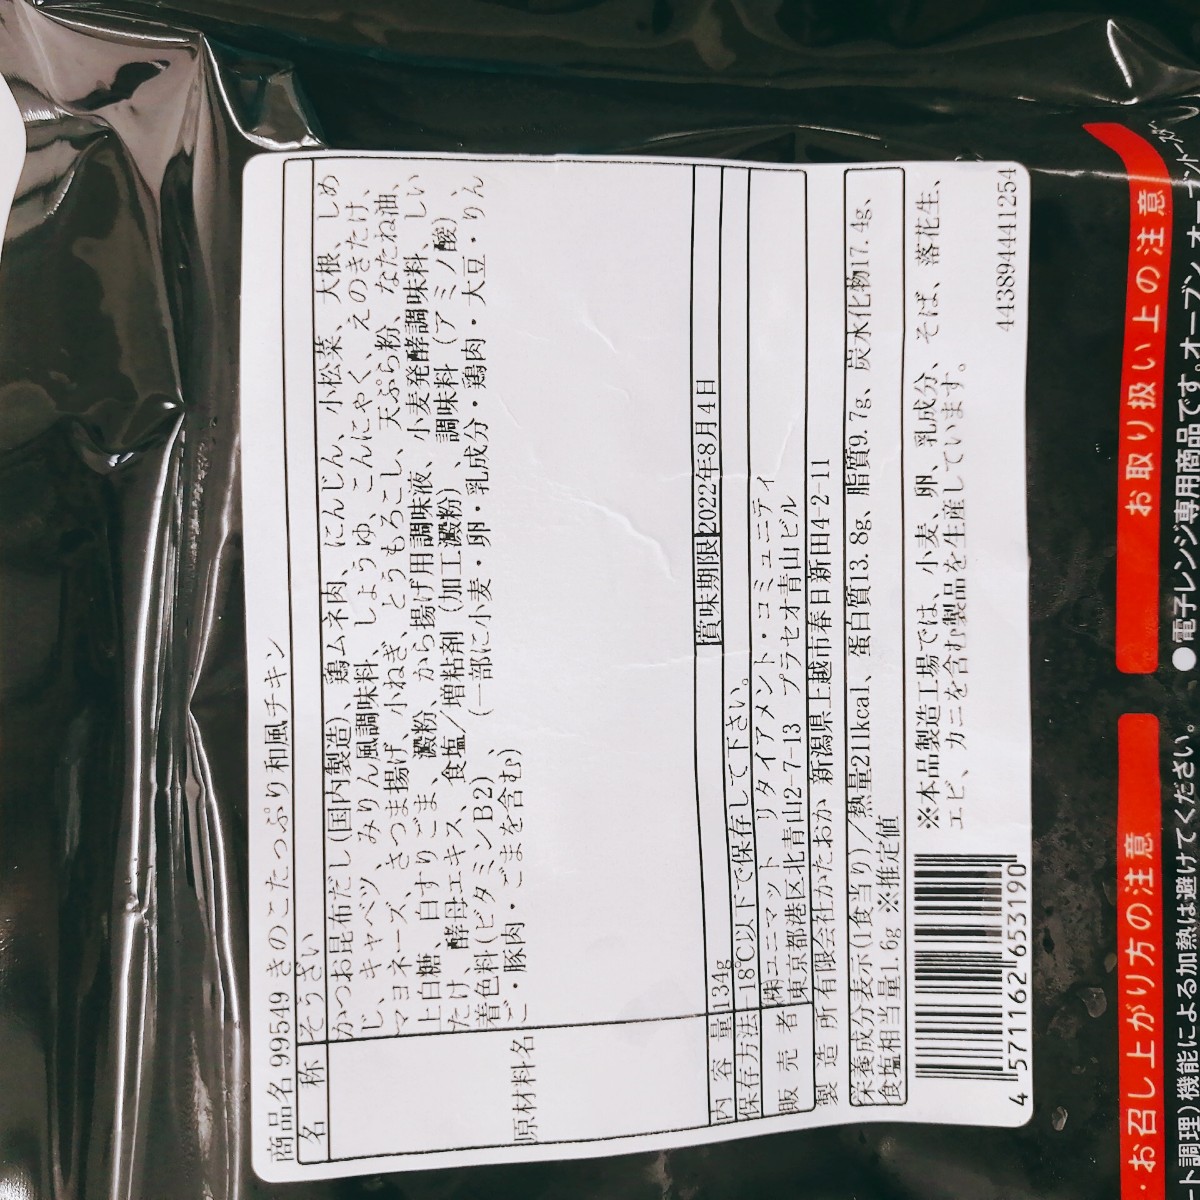 商品名 99549 きのこたっぷり和風チキン
名 称 そうざい
原材料名
かつお昆布だし(国内製造)、鶏ムネ肉、にんじん、小松菜、大根、しめ
じ、キャベツ、みりん風調味料、しょうゆ、こんにゃく、えのきたけ、
マヨネーズ、さつま揚げ、小ねぎ、とうもろこし、天ぷら粉、なたね油、
上白糖、白すりごま、澱粉、から揚げ用調味液、小麦発酵調味料、しい
たけ、酵母エキス、食塩/増粘剤（加工澱粉）、調味料（アミノ酸）、
着色料(ビタミンB2) (一部に小麦・卵・乳成分・鶏肉・大豆・りん
ご・豚肉・ごまを含む)
内 容 量 134g 賞味期限 2022年8月4日
保存方法 -18℃以下で保存して下さい。
販 売 者 ㈱ユニマット リタイアメント・コミュニティ
東京都港区北青山2-7-13 プラセオ青山ビル
製 造 所 有限会社かたおか 新潟県上越市春日新田4-2-11
栄養成分表示(1食当り)/熱量211kcal、蛋白質13.8g、脂質9.7g、炭水化物17.4g、
食塩相当量1.6g ※推定値
※本品製造工場では、小麦、卵、乳成分、そば、落花生、
エビ、カニを含む製品を生産しています。
4 571162 653190
44389441254
・お召し上がり方の注意
お取り扱い上の注意
ート調理)機能による加熱は避けてください。
●電子レンジ専用商品です。オーブン、オーブントースター